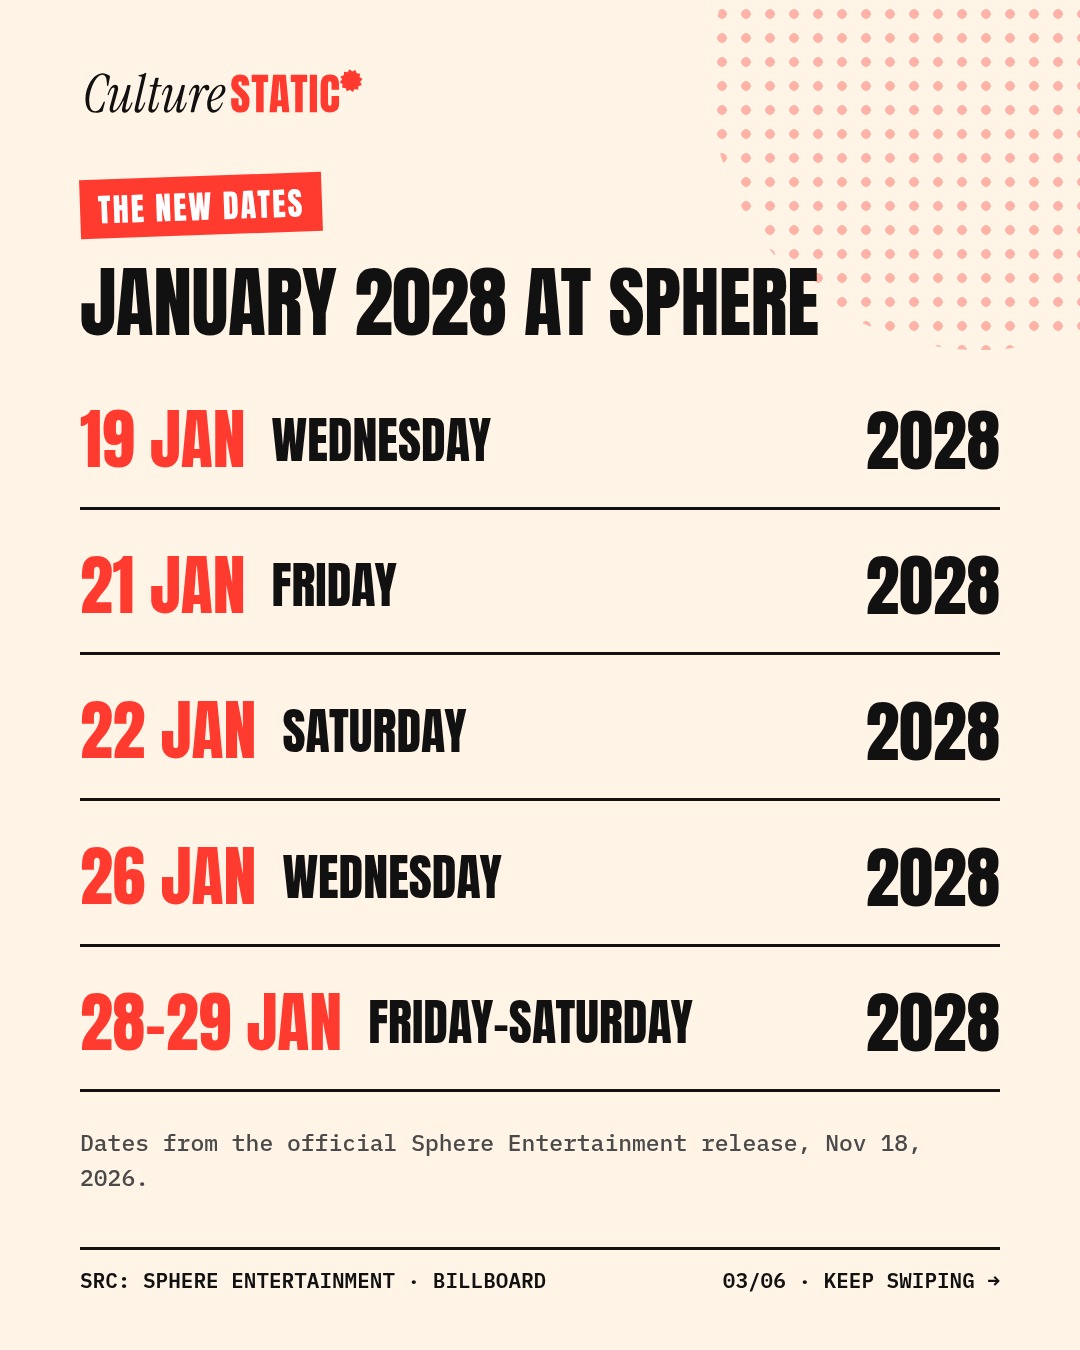 Culture STATIC
THE NEW DATES
JANUARY 2028 AT SPHERE
19 JAN WEDNESDAY 2028
21 JAN FRIDAY 2028
22 JAN SATURDAY 2028
26 JAN WEDNESDAY 2028
28-29 JAN FRIDAY-SATURDAY 2028
Dates from the official Sphere Entertainment release, Nov 18,
2026.
SRC: SPHERE ENTERTAINMENT · BILLBOARD 03/06 · KEEP SWIPING →